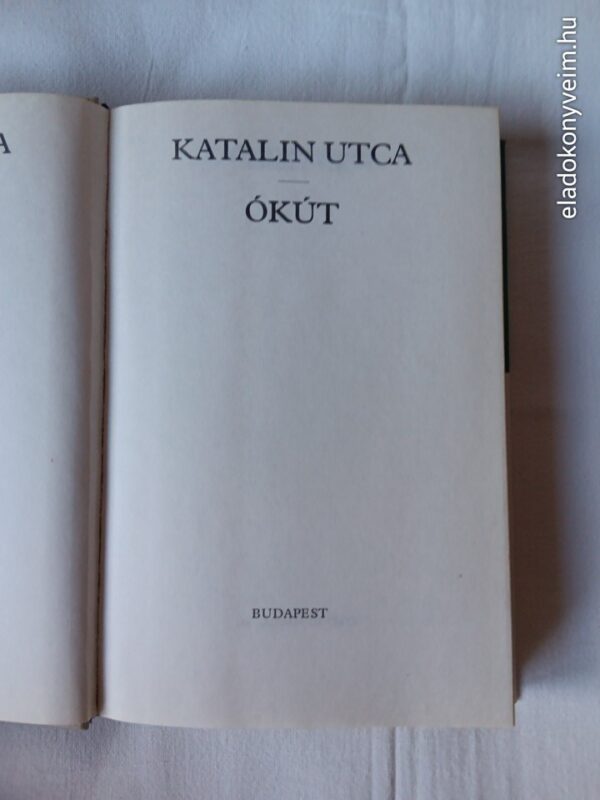 A
KATALIN UTCA
ÓKÚT
BUDAPEST
eladokonyveim.hu